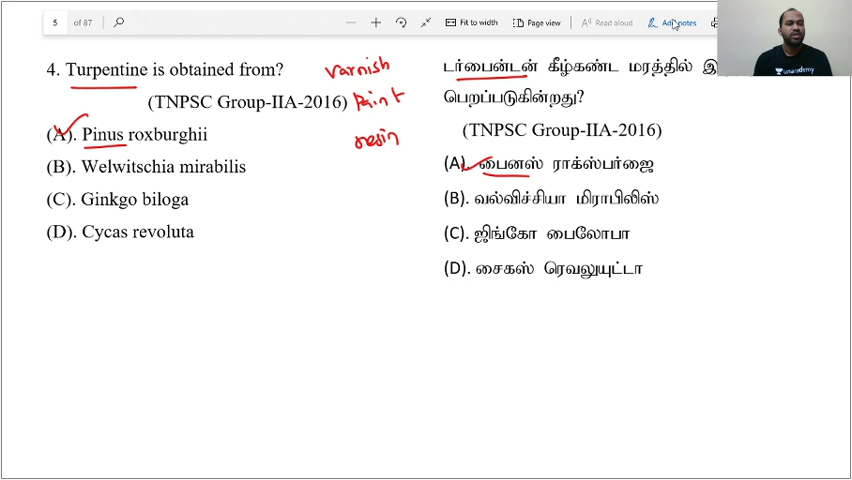 5 of 87 Fit to width Page view Read aloud Add notes
4. Turpentine is obtained from?
(TNPSC Group-IIA-2016)
(A). Pinus roxburghii
(B). Welwitschia mirabilis
(C). Ginkgo biloga
(D). Cycas revoluta
varnish
Paint
resin
டர்பைன்டன் கீழ்கண்ட மரத்தில் இ
பெறப்படுகின்றது?
(TNPSC Group-IIA-2016)
(A). பைனஸ் ராக்ஸ்பர்ஜை
(B). வல்விச்சியா மிராபிலிஸ்
(C). ஜிங்கோ பைலோபா
(D). சைகஸ் ரெவலுயுட்டா
unacademy